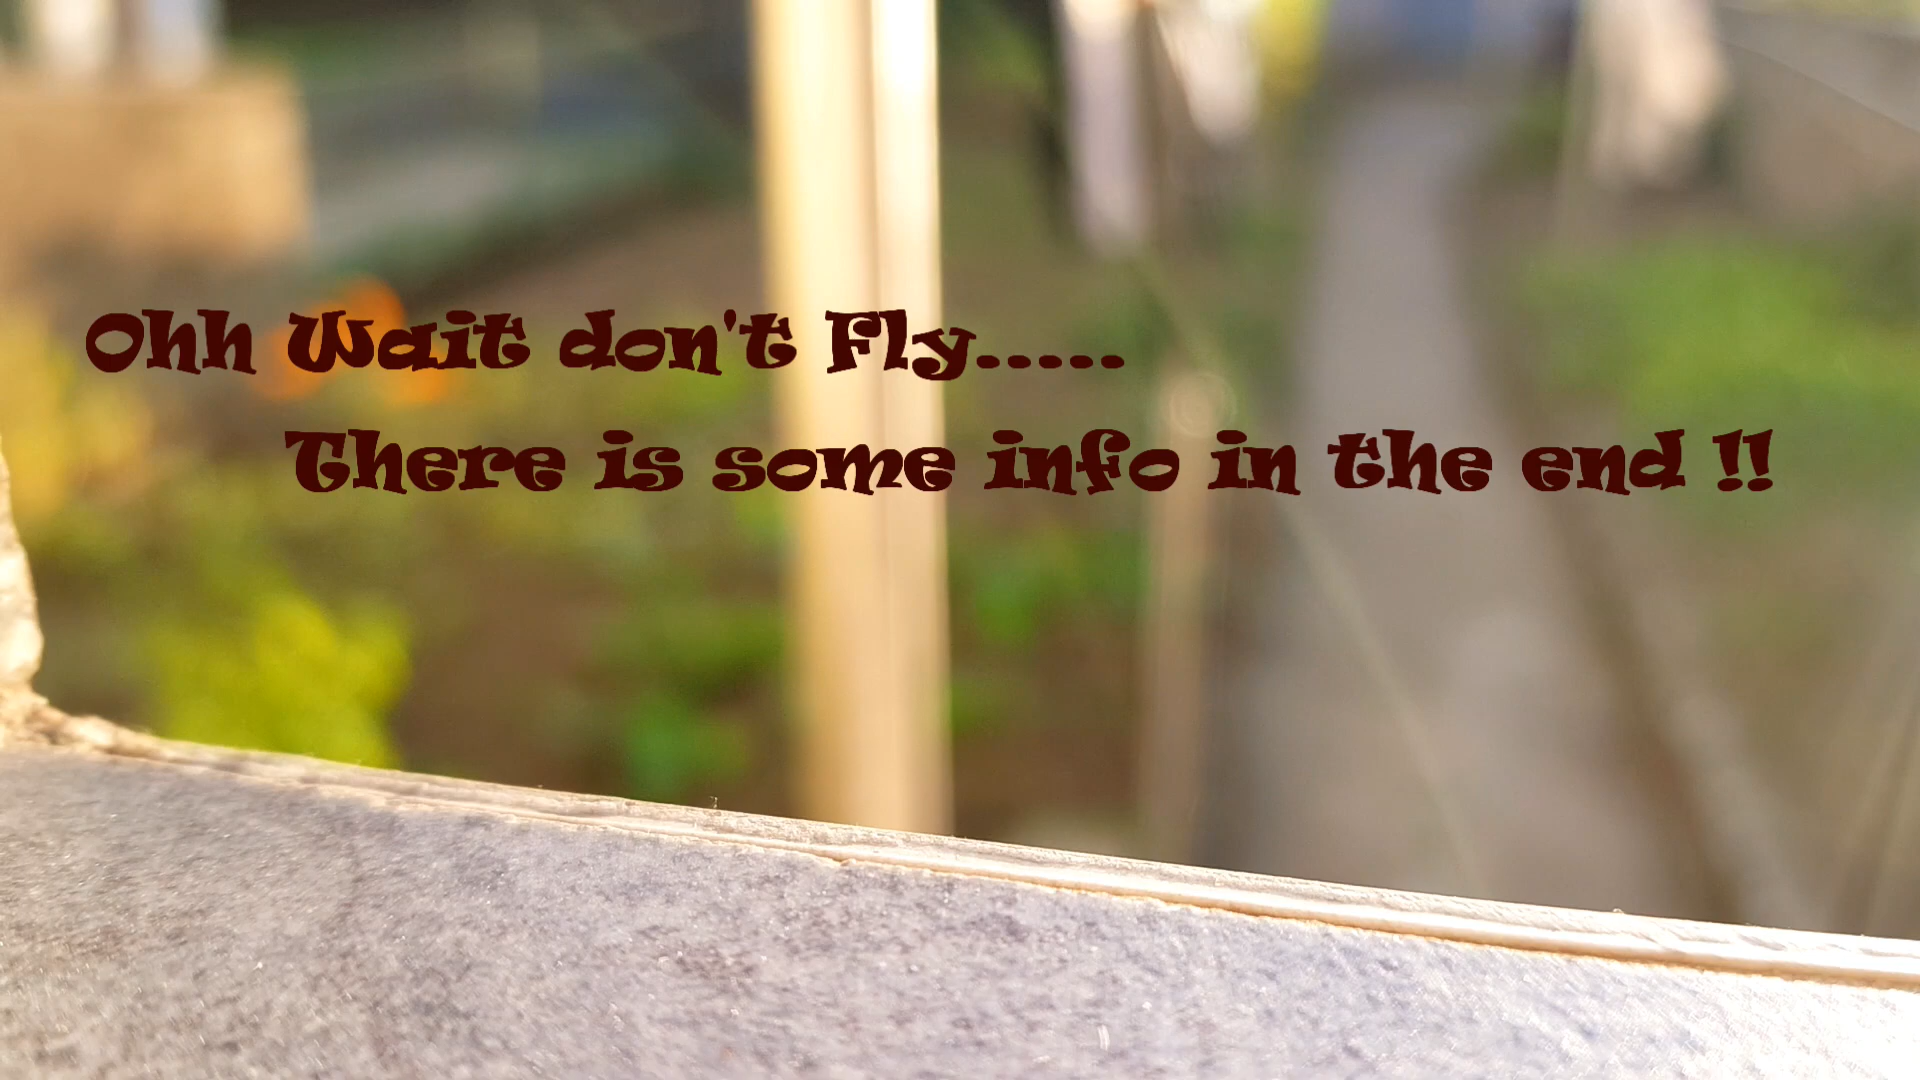 Ohh Wait don't Fly.....
There is some info in the end !!